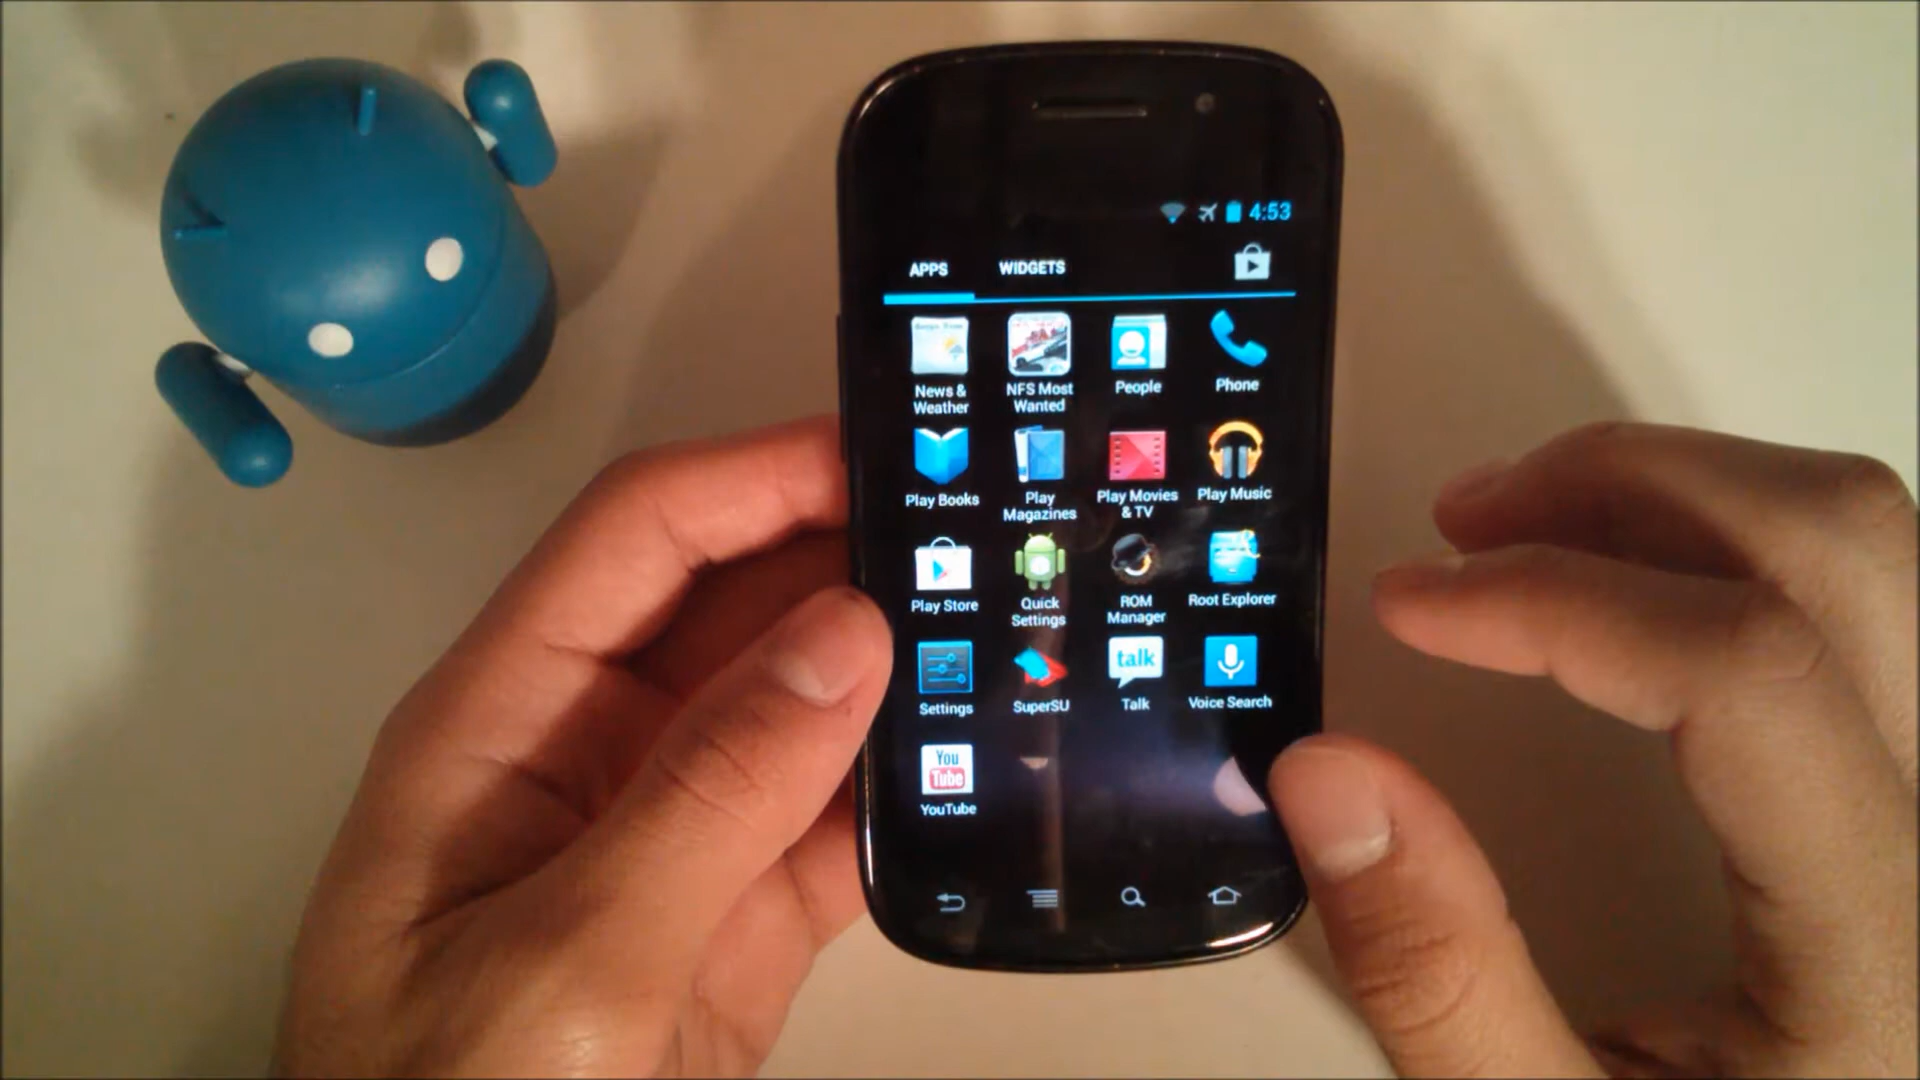 4:53
APPS WIDGETS
News &
Weather
NFS Most
Wanted
People
Phone
Play Books
Play
Magazines
Play Movies
& TV
Play Music
Play Store
Quick
Settings
ROM
Manager
Root Explorer
Settings
SuperSU
talk
Talk
Voice Search
You
Tube
YouTube